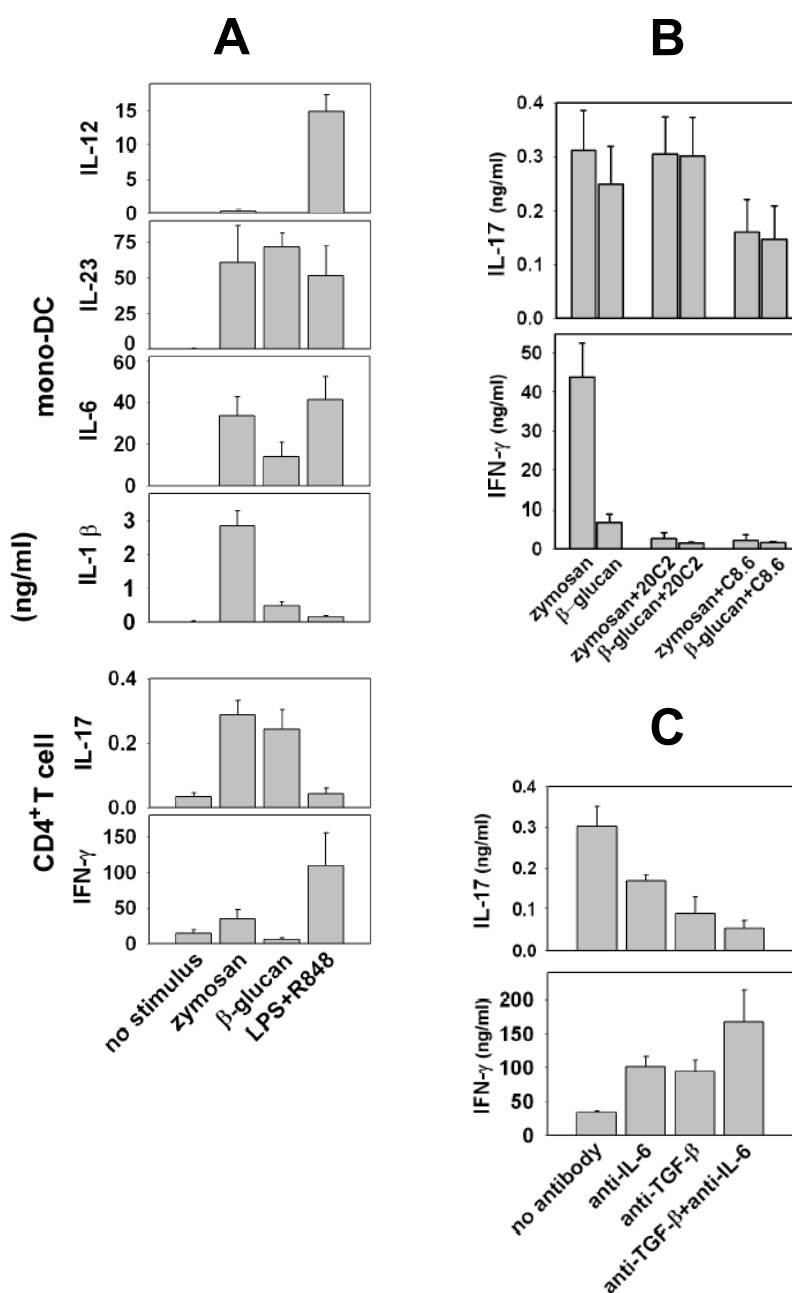 A
mono-DC
(ng/ml)
CD4+ T cell
IL-12
15
10
5
0
IL-23
75
50
25
0
IL-6
60
40
20
0
IL-1 β
3
2
1
0
IL-17
0.4
0.2
0.0
IFN-γ
150
100
50
0
no stimulus
zymosan
β-glucan
LPS+R848
B
IL-17 (ng/ml)
0.4
0.3
0.2
0.1
0.0
IFN-γ (ng/ml)
50
40
30
20
10
0
zymosan
β-glucan
zymosan+20C2
β-glucan+20C2
zymosan+C8.6
β-glucan+C8.6
C
IL-17 (ng/ml)
0.4
0.3
0.2
0.1
0.0
IFN-γ (ng/ml)
200
150
100
50
0
no antibody
anti-IL-6
anti-TGF-β
anti-TGF-β+anti-IL-6